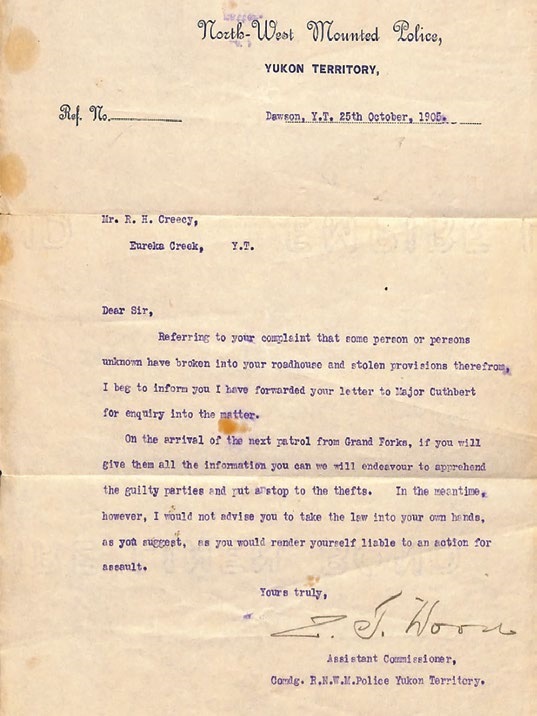 North-West Mounted Police,
YUKON TERRITORY,
Ref. No.
Dawson, Y.T. 25th October, 1905.
Mr. R. H. Creecy,
Eureka Creek, Y.T.
Dear Sir,
Referring to your complaint that some person or persons
unknown have broken into your roadhouse and stolen provisions therefrom,
I beg to inform you I have forwarded your letter to Major Cuthbert
for enquiry into the matter.
On the arrival of the next patrol from Grand Forks, if you will
give them all the information you can we will endeavour to apprehend
the guilty parties and put a stop to the thefts. In the meantime,
however, I would not advise you to take the law into your own hands,
as you suggest, as you would render yourself liable to an action for
assault.
Yours truly,
Z. T. Wood
Assistant Commissioner,
Comdg. R.N.W.M.Police Yukon Territory.